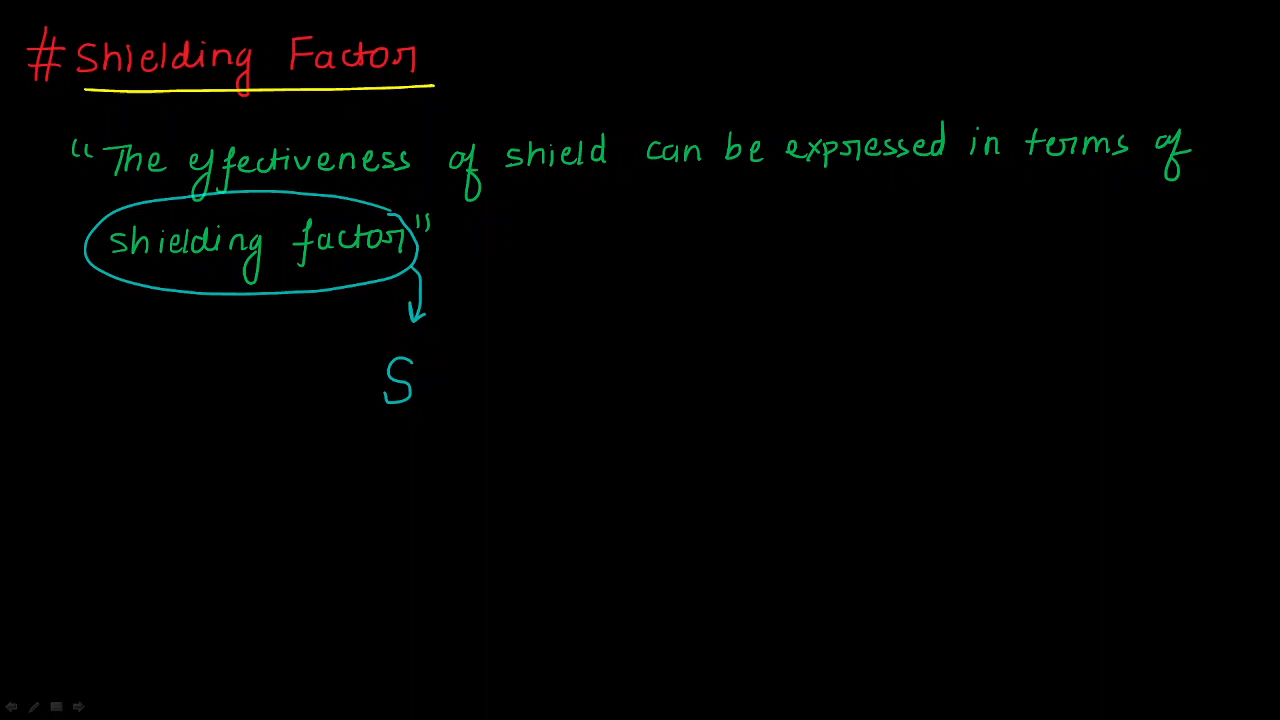 # Shielding Factor
"The effectiveness of shield can be expressed in terms of
shielding factor"
S